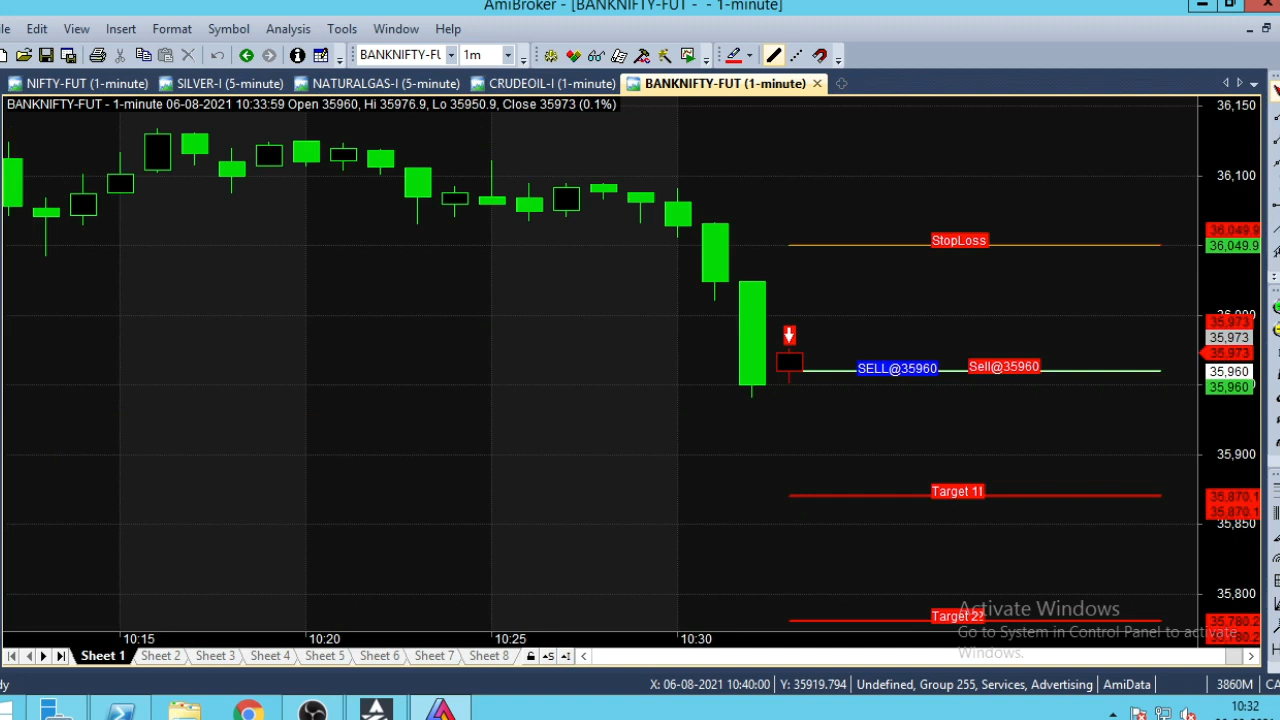 AmiBroker - [BANKNIFTY-FUT - - 1-minute]
Edit View Insert Format Symbol Analysis Tools Window Help
BANKNIFTY-FL 1m
NIFTY-FUT (1-minute) SILVER-I (5-minute) NATURALGAS-I (5-minute) CRUDEOIL-I (1-minute) BANKNIFTY-FUT (1-minute)
BANKNIFTY-FUT - 1-minute 06-08-2021 10:33:59 Open 35960, Hi 35976.9, Lo 35950.9, Close 35973 (0.1%)
36,150
36,100
36,049.9
StopLoss
36,049.9
35,973
35,973
35,973
SELL@35960 Sell@35960 35,960
35,960
35,900
Target 1
35,870.1
35,870.1
35,850
35,800
Activate Windows
Target 2
35,780.2
Go to System in Control Panel to activate
Windows.
10:15 10:20 10:25 10:30
Sheet 1 Sheet 2 Sheet 3 Sheet 4 Sheet 5 Sheet 6 Sheet 7 Sheet 8
X: 06-08-2021 10:40:00 Y: 35919.794 Undefined, Group 255, Services, Advertising AmiData 3860M
10:32